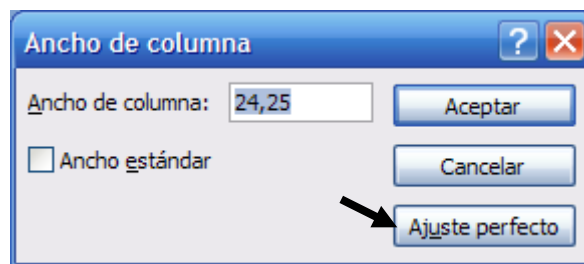 Ancho de columna
Ancho de columna: 24,25 Aceptar
Ancho estándar Cancelar
Ajuste perfecto